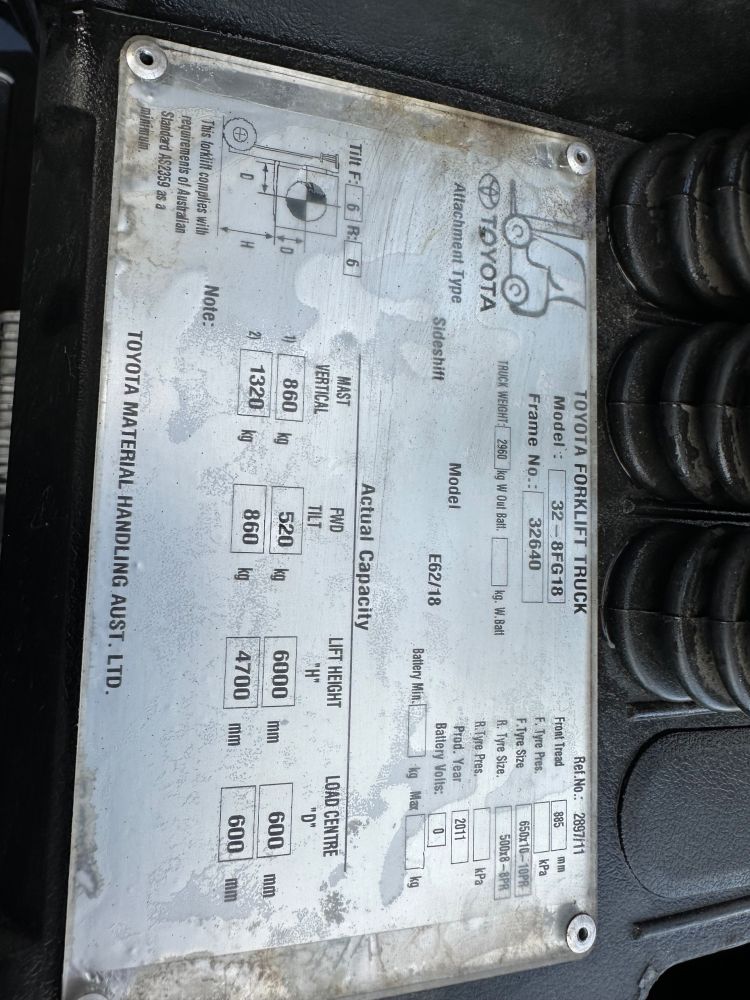 TOYOTA FORKLIFT TRUCK
Ref.No.: 2897/11
TOYOTA
Model : 32-8FG18
Frame No.: 32640
Front Tread 885 mm
F. Tyre Pres. kPa
F.Tyre Size 650x10-10PR
R. Tyre Size. 500x8-8PR
R.Tyre Pres. kPa
TRUCK WEIGHT: 2960 kg W Out Batt. kg. W.Batt
Prod. Year 2011
Battery Volts: 0
Attachment Type Sideshift Model E62/18
Battery Min. kg Max kg
Actual Capacity
Tilt F: 6 R: 6
MAST VERTICAL
FWD TILT
LIFT HEIGHT "H"
LOAD CENTRE "D"
1) 860 kg 520 kg 6000 mm 600 mm
2) 1320 kg 860 kg 4700 mm 600 mm
D
D
H
Note:
This forklift complies with
requirements of Australian
Standard AS2359 as a
minimum
TOYOTA MATERIAL HANDLING AUST. LTD.